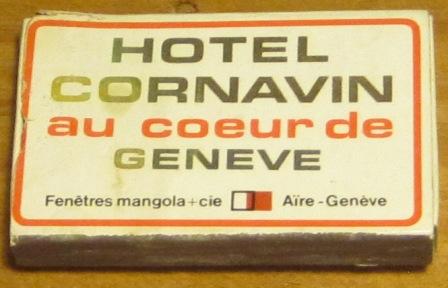 HOTEL
CORNAVIN
au coeur de
GENEVE
Fenêtres mangola+cie Aïre-Genève